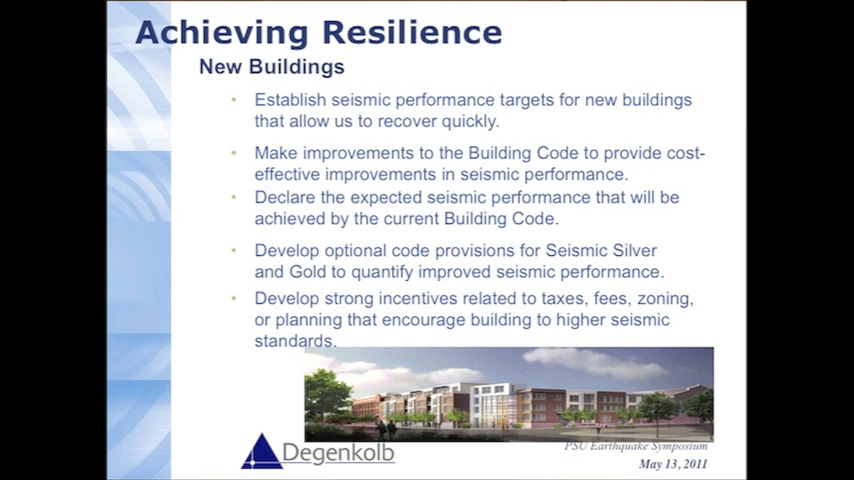 Achieving Resilience
New Buildings
• Establish seismic performance targets for new buildings
that allow us to recover quickly.
• Make improvements to the Building Code to provide cost-
effective improvements in seismic performance.
• Declare the expected seismic performance that will be
achieved by the current Building Code.
• Develop optional code provisions for Seismic Silver
and Gold to quantify improved seismic performance.
• Develop strong incentives related to taxes, fees, zoning,
or planning that encourage building to higher seismic
standards.
Degenkolb
PSU Earthquake Symposium
May 13, 2011